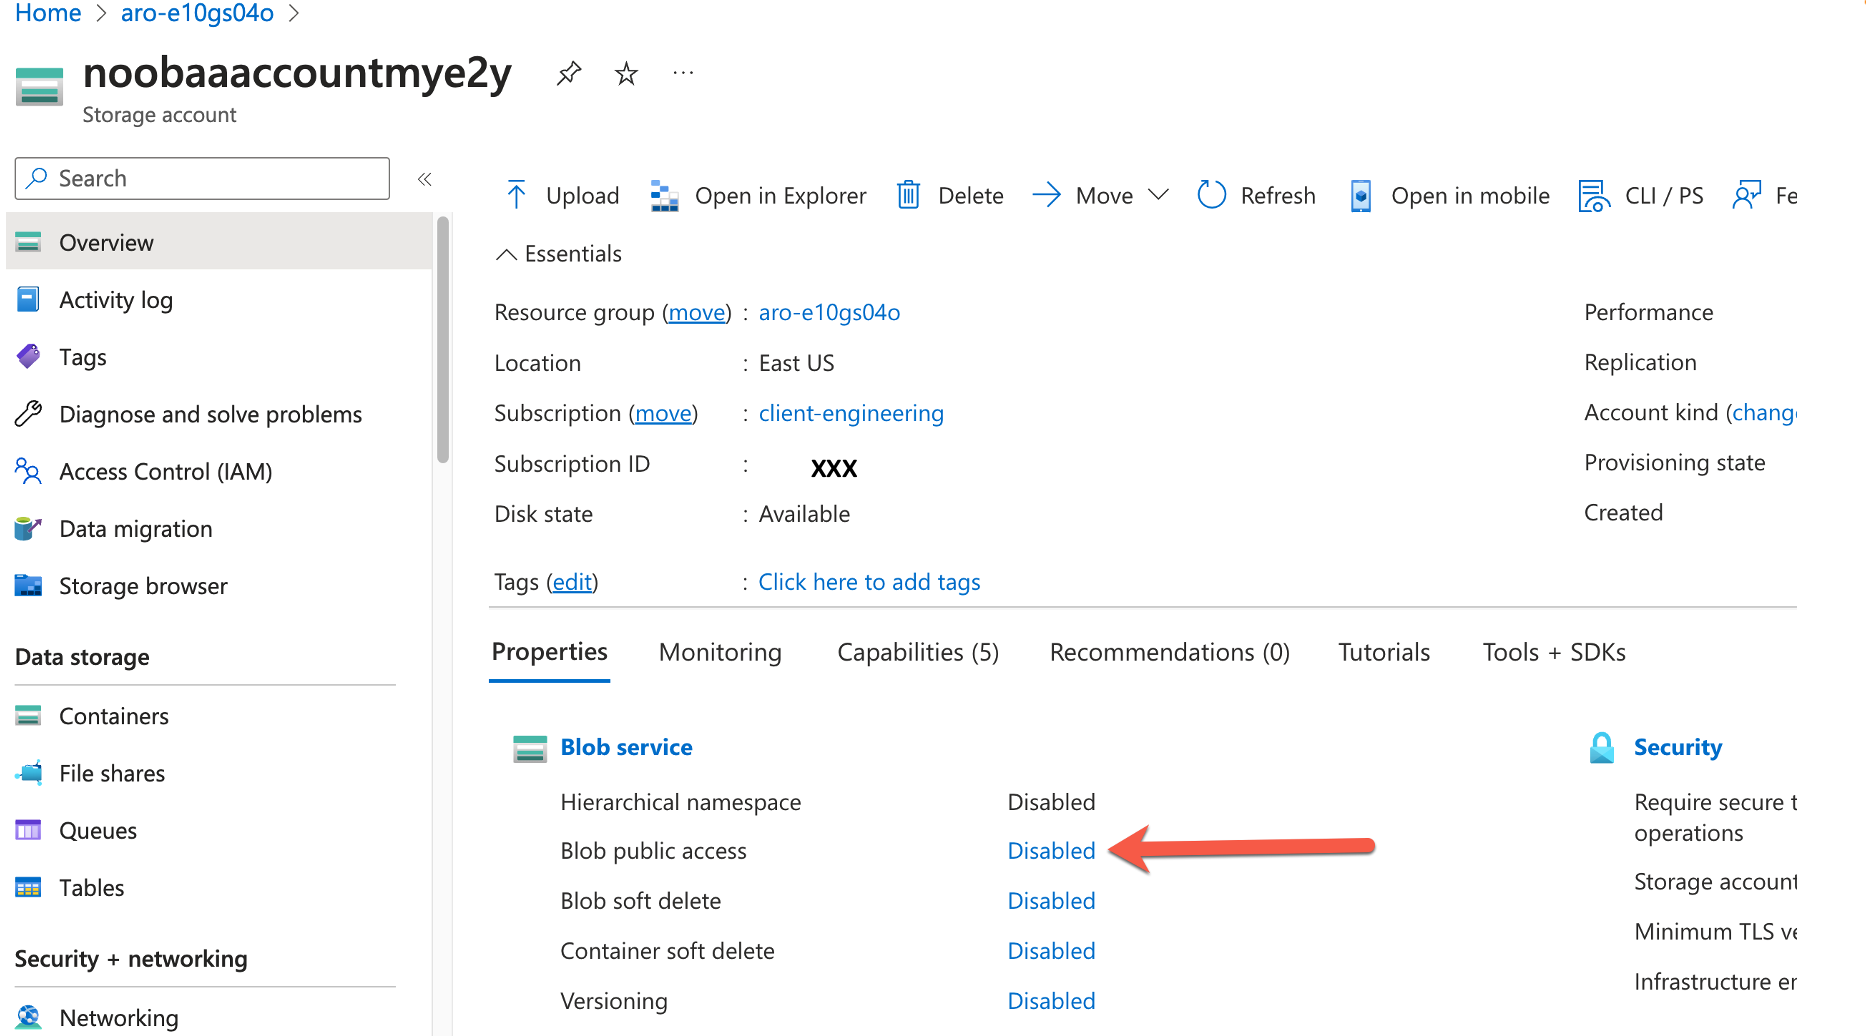 Home > aro-e10gs04o >
noobaaaccountmye2y
Storage account
Search
«
Upload Open in Explorer Delete Move Refresh Open in mobile CLI / PS Fe
Overview
Activity log
Tags
Diagnose and solve problems
Access Control (IAM)
Data migration
Storage browser
Data storage
Containers
File shares
Queues
Tables
Security + networking
Networking
Essentials
Resource group (move) : aro-e10gs04o
Location : East US
Subscription (move) : client-engineering
Subscription ID : XXX
Disk state : Available
Tags (edit) : Click here to add tags
Performance
Replication
Account kind (change
Provisioning state
Created
Properties Monitoring Capabilities (5) Recommendations (0) Tutorials Tools + SDKs
Blob service
Hierarchical namespace Disabled
Blob public access Disabled
Blob soft delete Disabled
Container soft delete Disabled
Versioning Disabled
Security
Require secure t
operations
Storage account
Minimum TLS ve
Infrastructure er